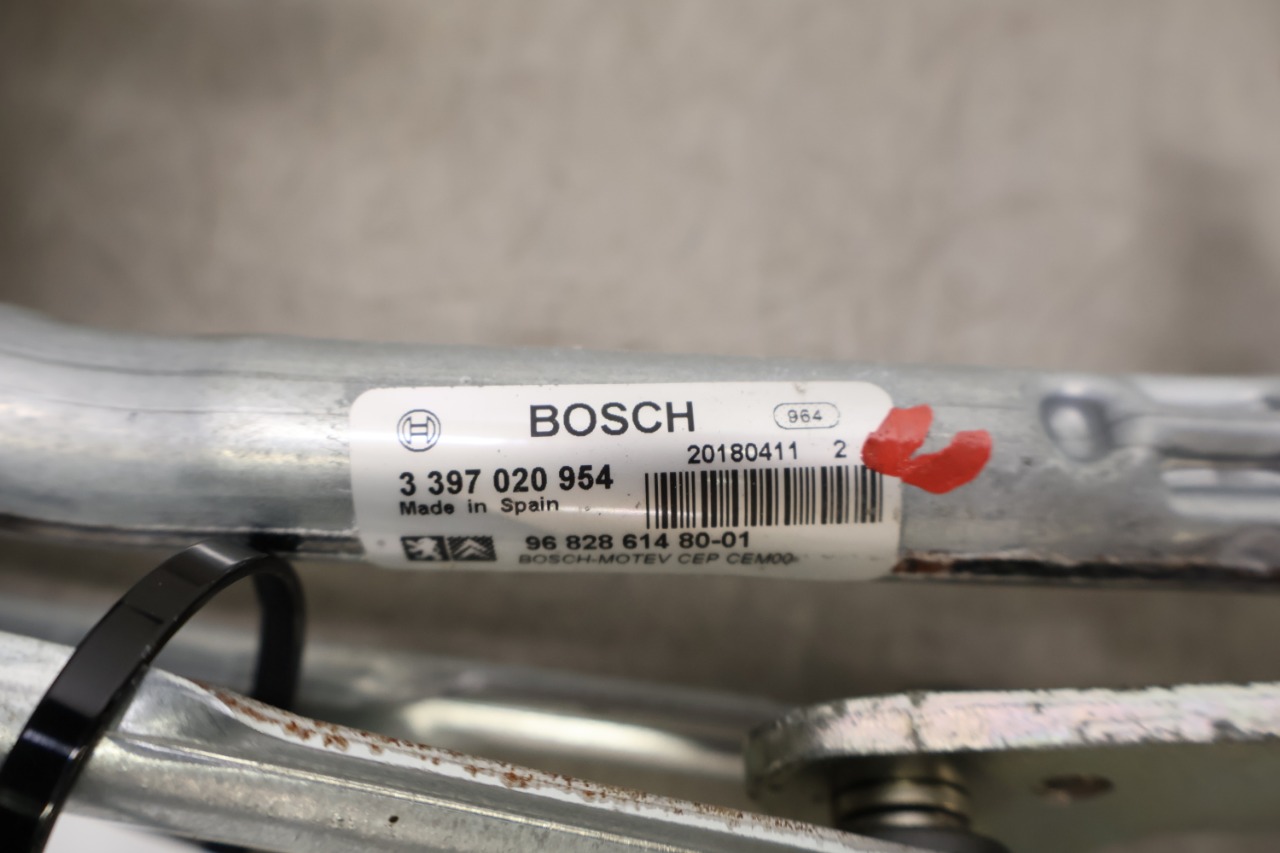 BOSCH 964
20180411 2
3 397 020 954
Made in Spain
96 828 614 80-01
BOSCH-MOTEV CEP CEM00